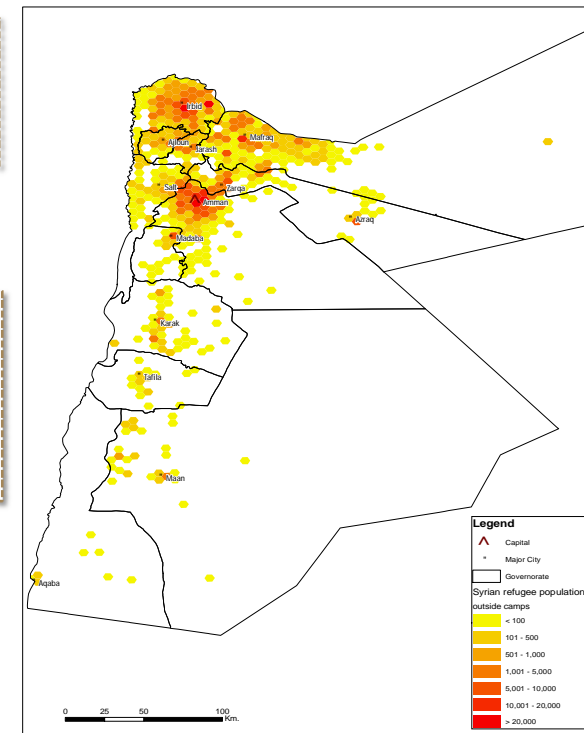 Irbid
Mafraq
Ajloun
Jarash
Salt
Zarqa
Amman
Azraq
Madaba
Karak
Tafila
Maan
Aqaba
Legend
Capital
Major City
Governorate
Syrian refugee population
outside camps
< 100
101 - 500
501 - 1,000
1,001 - 5,000
5,001 - 10,000
10,001 - 20,000
> 20,000
0 25 50 100
Km.